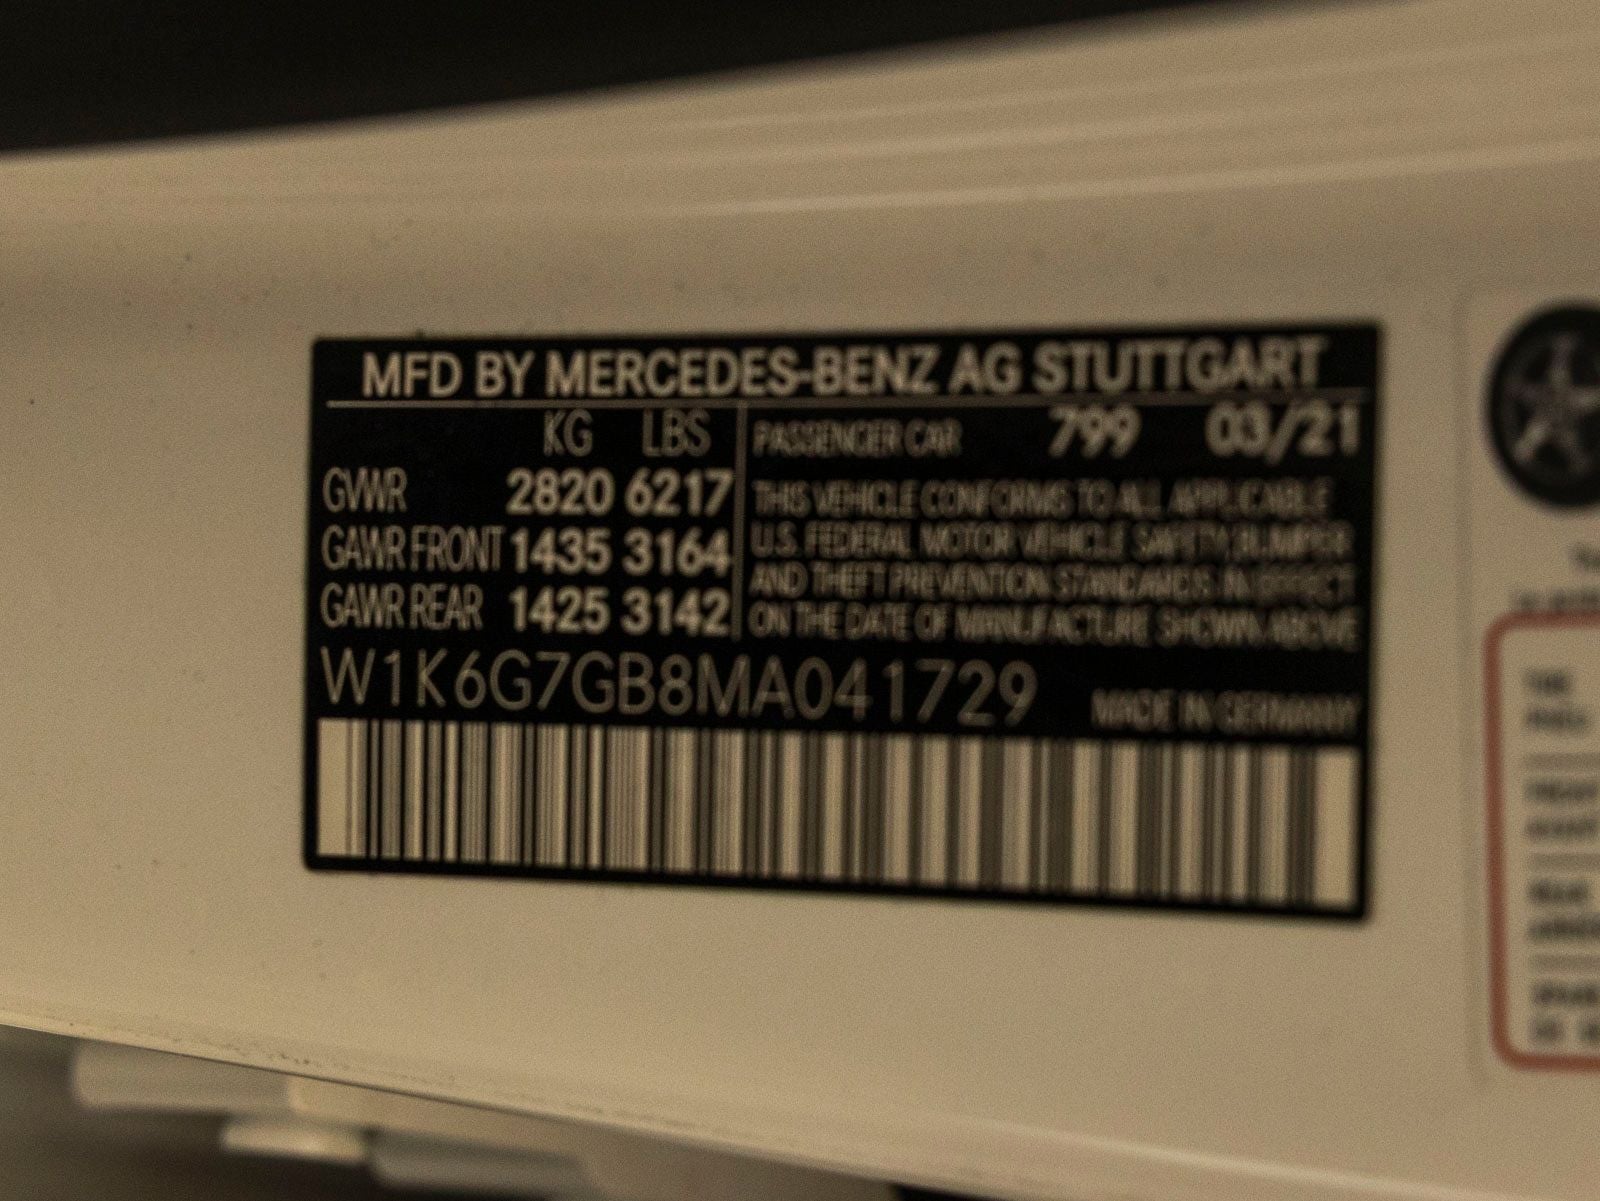 MFD BY MERCEDES-BENZ AG STUTTGART
KG LBS
GVWR 2820 6217
GAWR FRONT 1435 3164
GAWR REAR 1425 3142
PASSENGER CAR 799 03/21
THIS VEHICLE CONFORMS TO ALL APPLICABLE
U.S. FEDERAL MOTOR VEHICLE SAFETY, BUMPER
AND THEFT PREVENTION STANDARDS IN EFFECT
ON THE DATE OF MANUFACTURE SHOWN ABOVE
W1K6G7GB8MA041729
MADE IN GERMANY